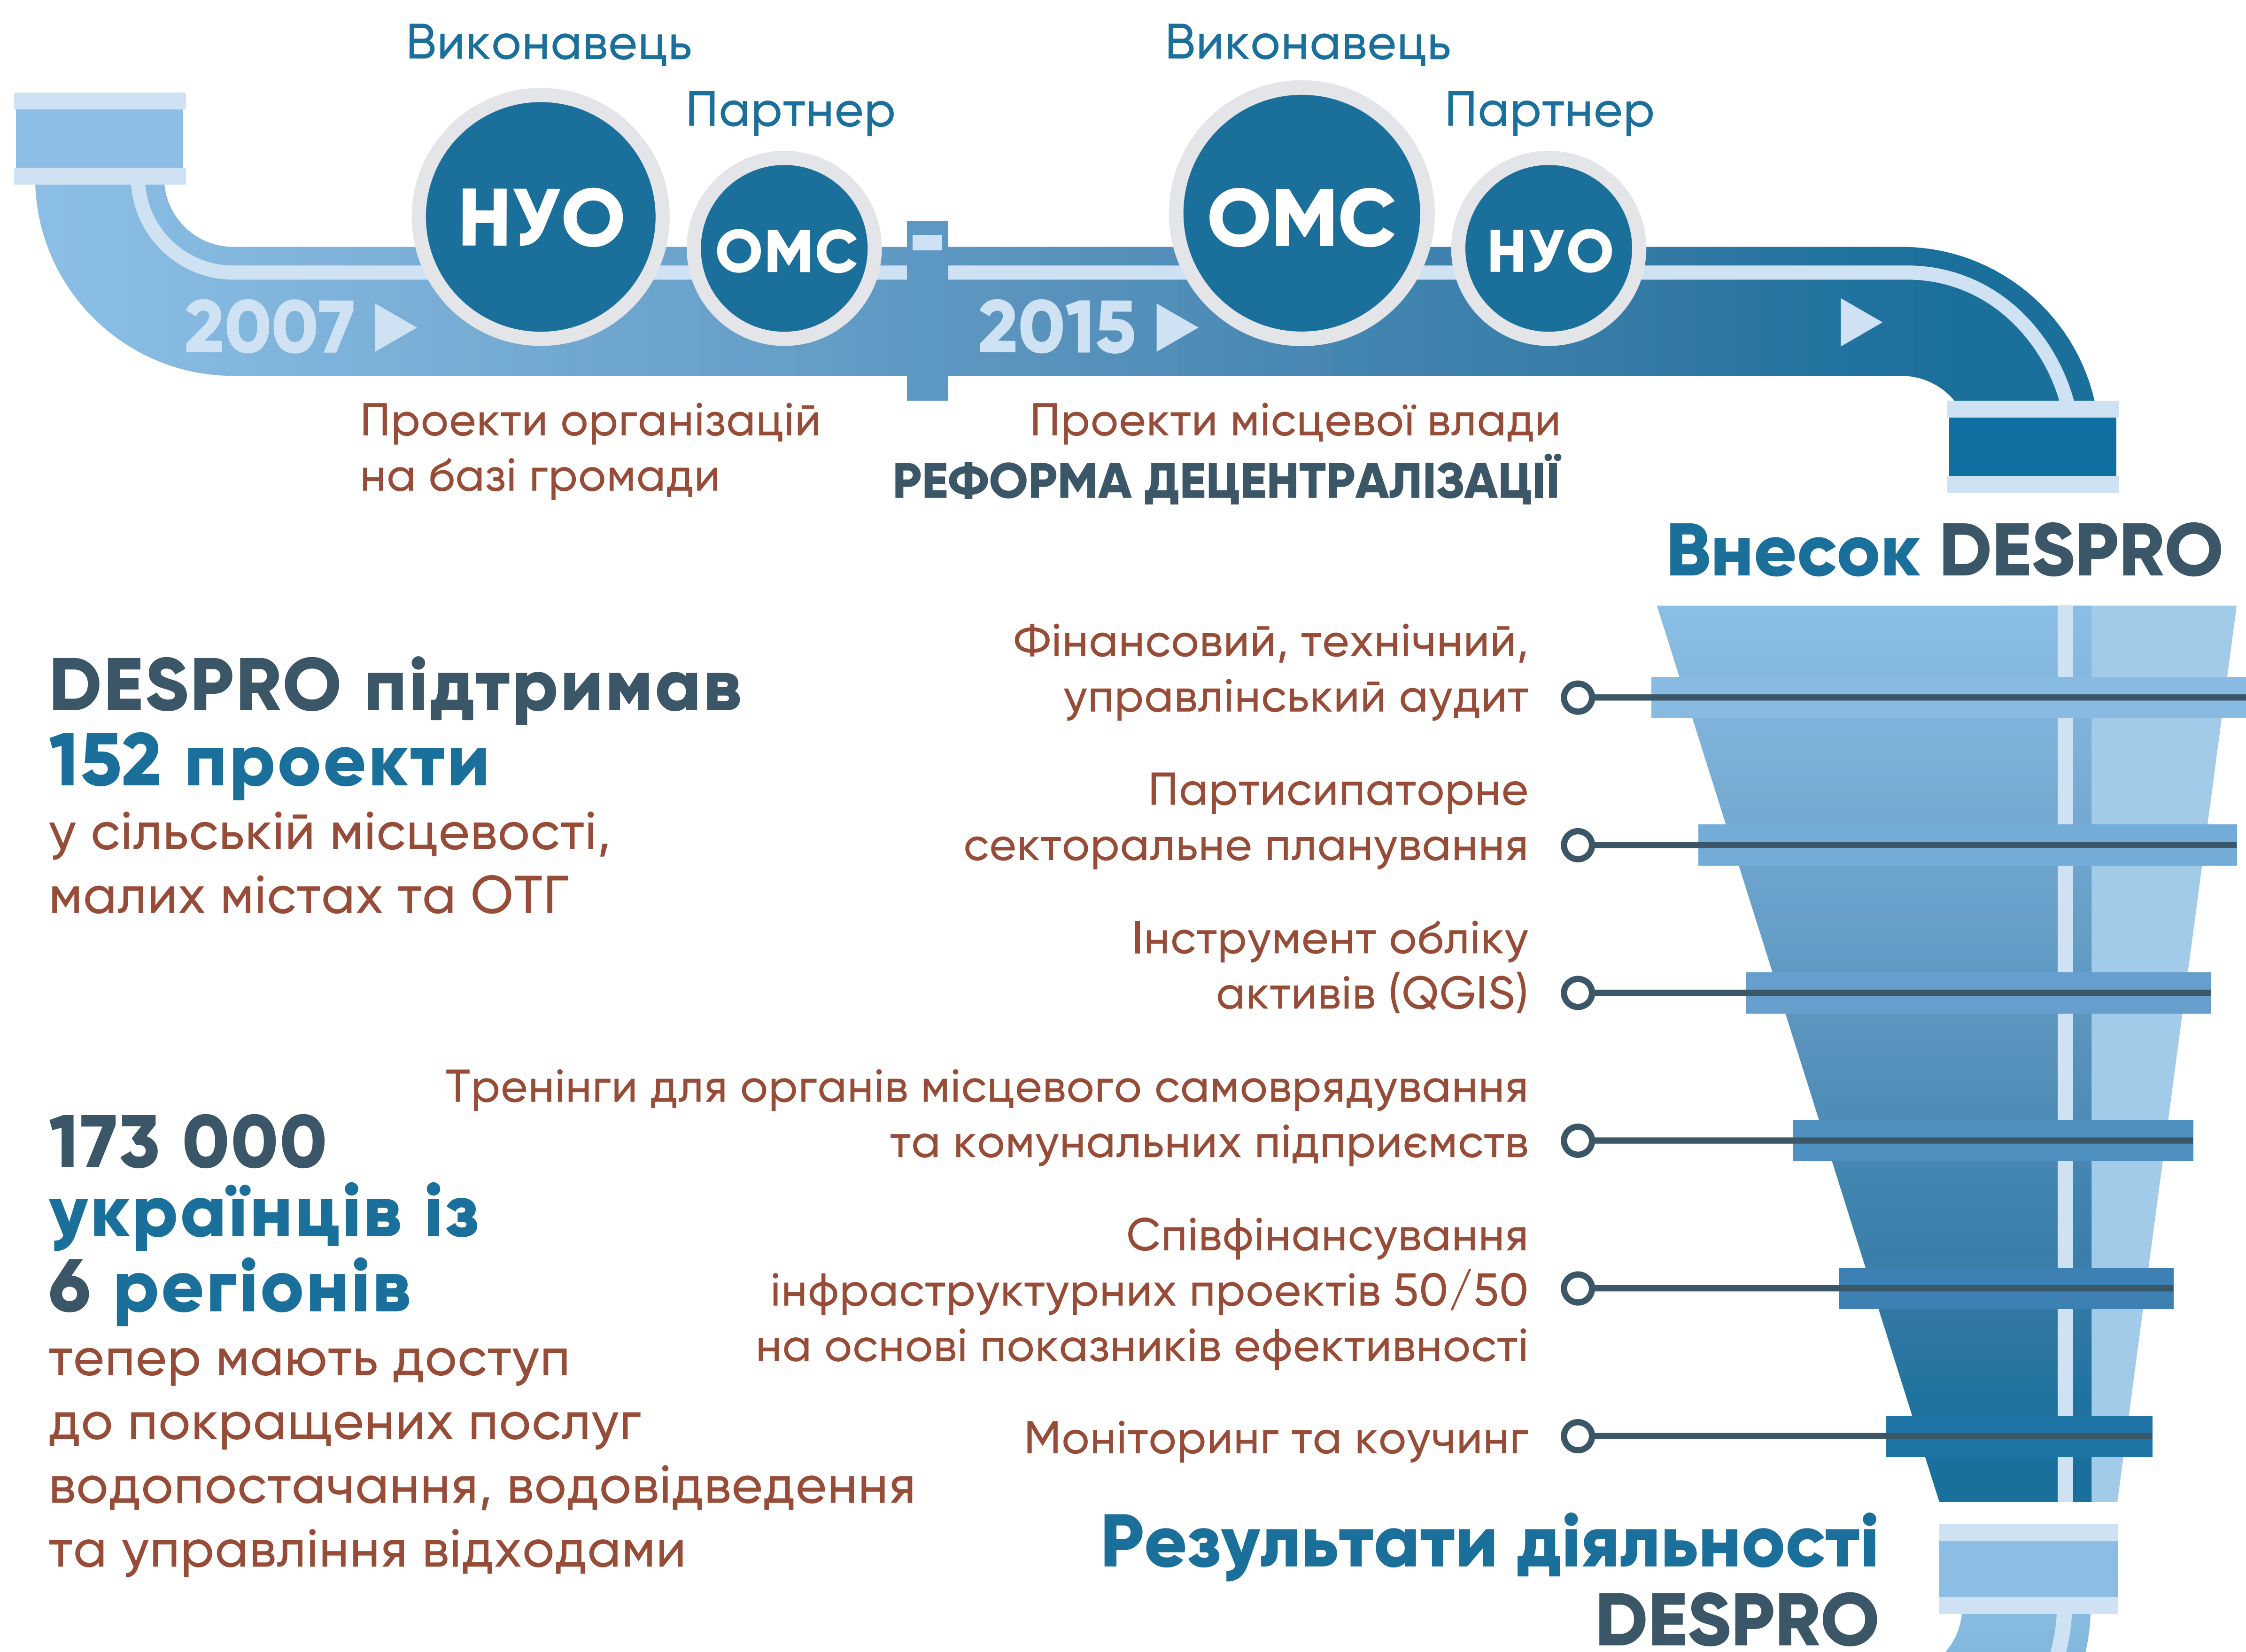 Виконавець
Партнер
НУО
ОМС
2007
Проекти організацій
на базі громади
Виконавець
Партнер
ОМС
НУО
2015
Проекти місцевої влади
РЕФОРМА ДЕЦЕНТРАЛІЗАЦІЇ
DESPRO підтримав
152 проекти
у сільській місцевості,
малих містах та ОТГ
173 000
українців із
6 регіонів
тепер мають доступ
до покращених послуг
водопостачання, водовідведення
та управління відходами
Внесок DESPRO
Фінансовий, технічний,
управлінський аудит
Партисипаторне
секторальне планування
Інструмент обліку
активів (QGIS)
Тренінги для органів місцевого самоврядування
та комунальних підприємств
Співфінансування
інфраструктурних проектів 50/50
на основі показників ефективності
Моніторинг та коучинг
Результати діяльності
DESPRO